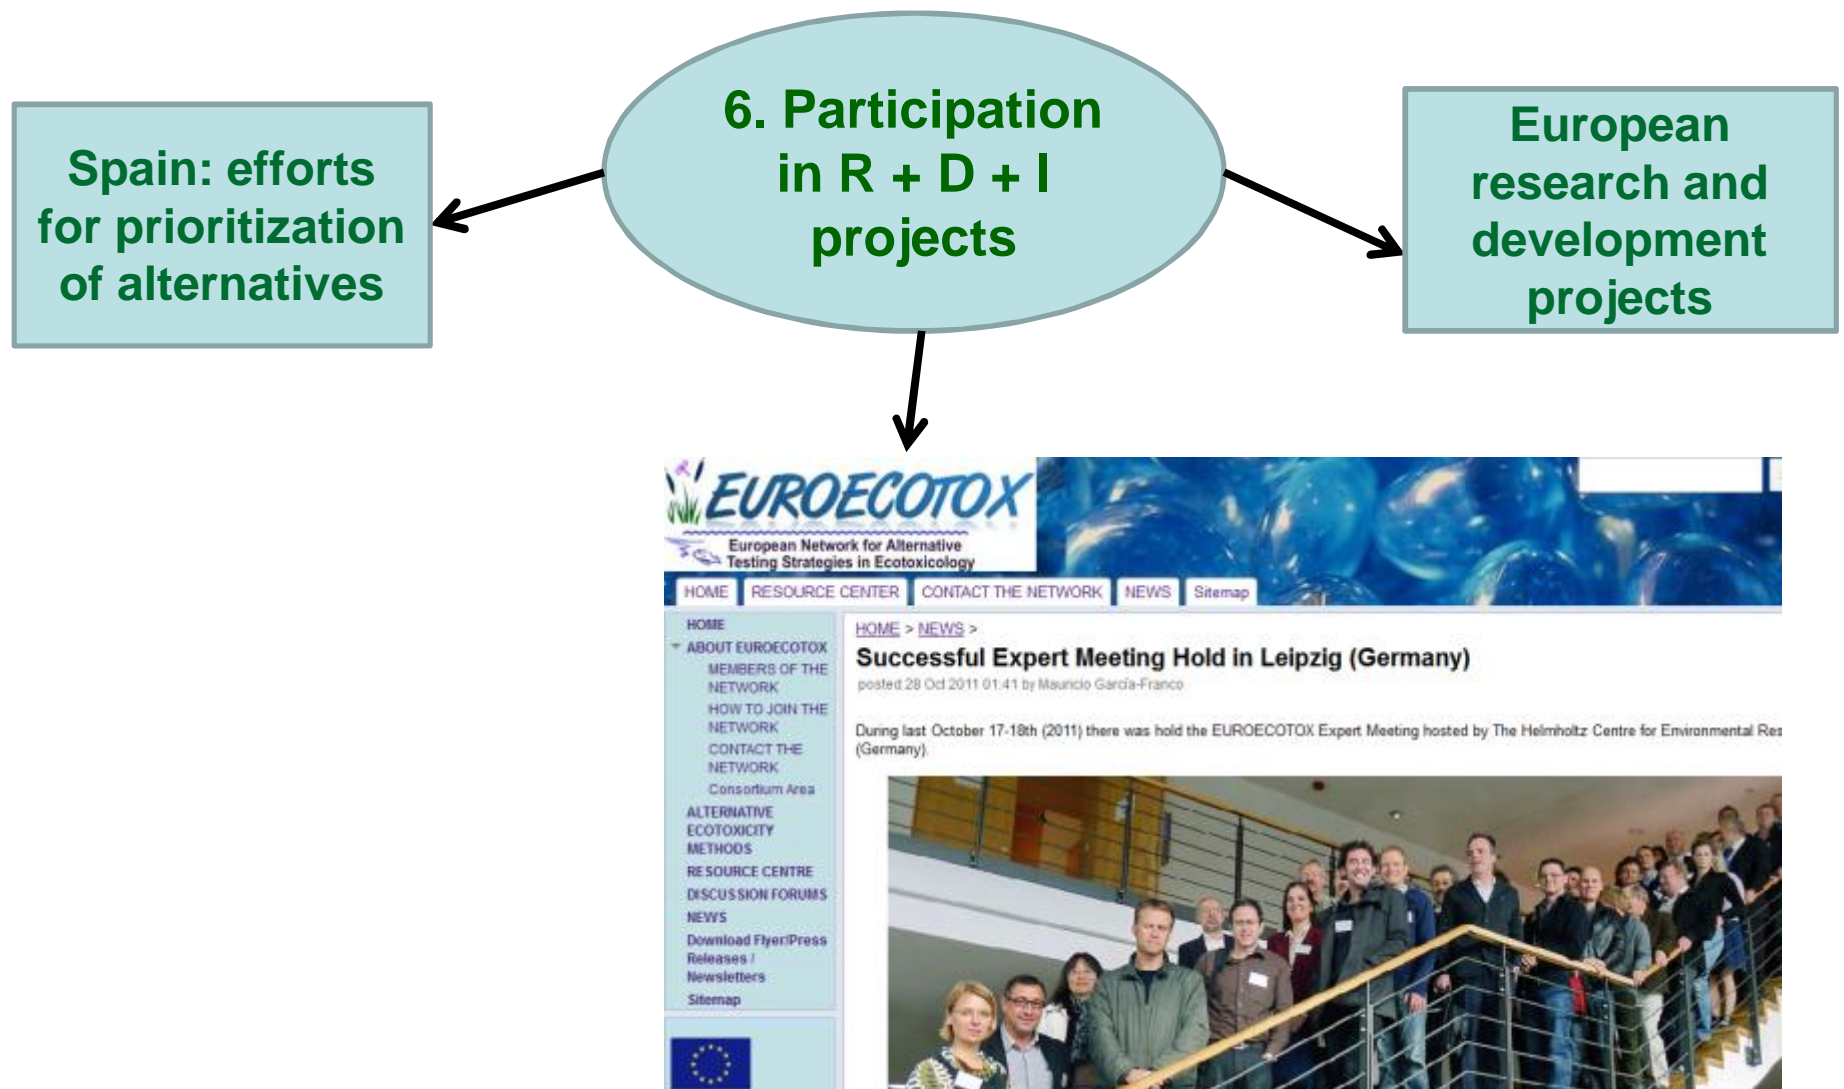 6. Participation
in R + D + I
projects
Spain: efforts
for prioritization
of alternatives
European
research and
development
projects
EUROECOTOX
European Network for Alternative
Testing Strategies in Ecotoxicology
HOME RESOURCE CENTER CONTACT THE NETWORK NEWS Sitemap
HOME
ABOUT EUROECOTOX
MEMBERS OF THE
NETWORK
HOW TO JOIN THE
NETWORK
CONTACT THE
NETWORK
Consortium Area
ALTERNATIVE
ECOTOXICITY
METHODS
RESOURCE CENTRE
DISCUSSION FORUMS
NEWS
Download Flyer/Press
Releases /
Newsletters
Sitemap
HOME > NEWS >
Successful Expert Meeting Hold in Leipzig (Germany)
posted 28 Oct 2011 01:41 by Mauricio García-Franco
During last October 17-18th (2011) there was hold the EUROECOTOX Expert Meeting hosted by The Helmholtz Centre for Environmental Res
(Germany).